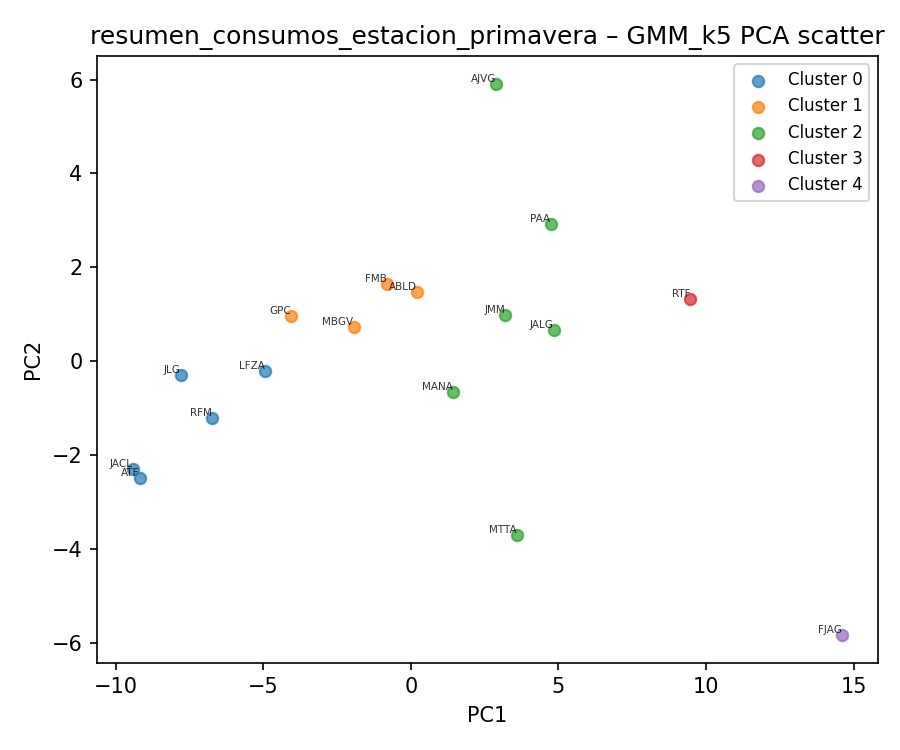 resumen_consumos_estacion_primavera – GMM_k5 PCA scatter
Cluster 0
Cluster 1
Cluster 2
Cluster 3
Cluster 4
AJVG
PAA
FMB
ABLD
RTF
GPC
MBGV
JMM
JALG
JLG
LFZA
MANA
RFM
JACL
ATF
MTTA
FJAG
6
4
2
0
−2
−4
−6
PC2
−10
−5
0
5
10
15
PC1